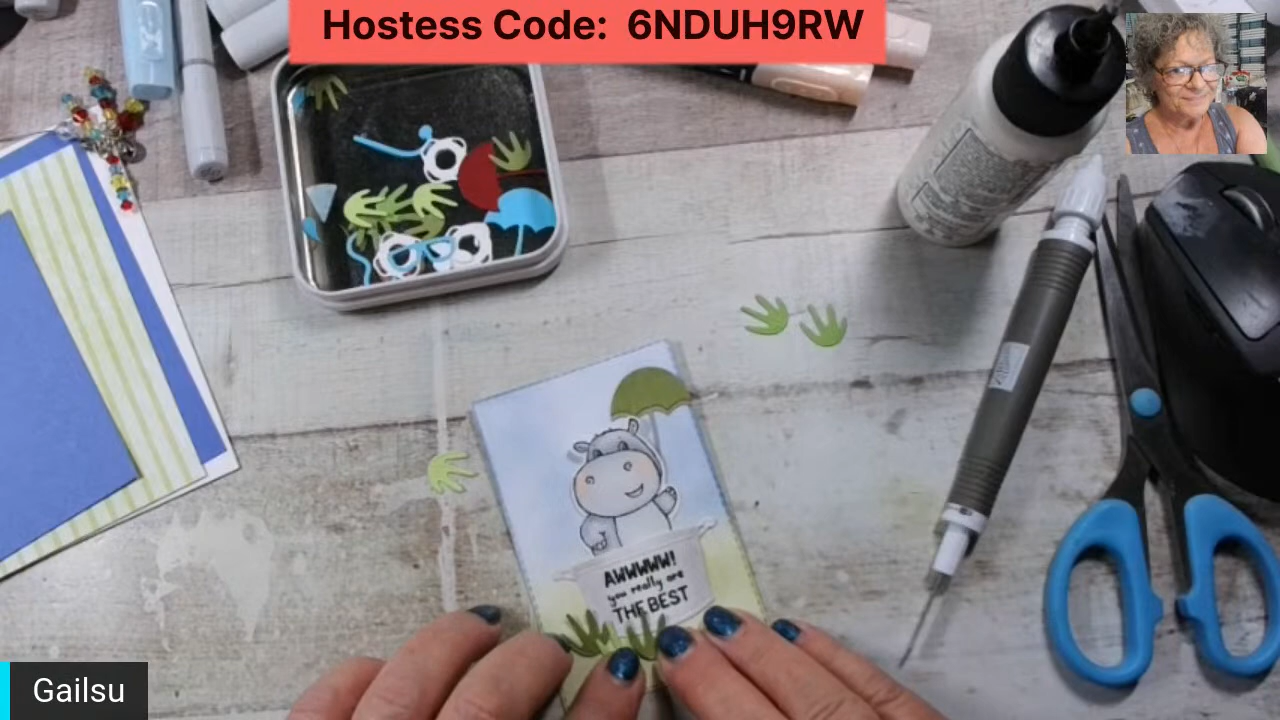 Hostess Code: 6NDUH9RW
AWWWWW!
you really are
THE BEST
Gailsu